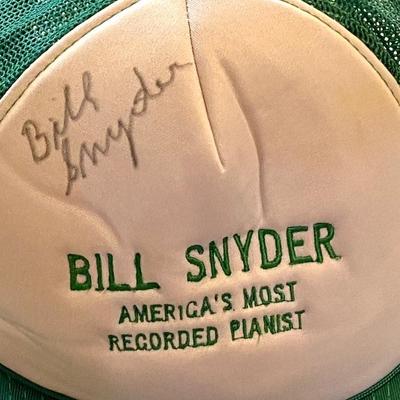 Bill
Snyder
BILL SNYDER
AMERICA'S MOST
RECORDED PIANIST